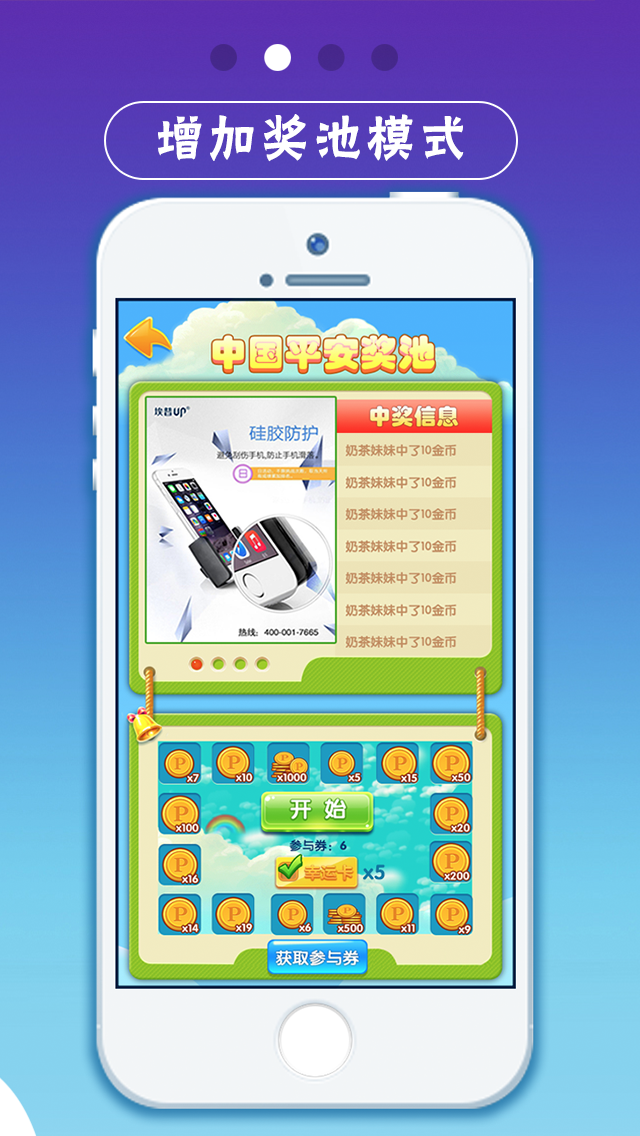 增加奖池模式
中国平安奖池
埃普UP®
硅胶防护
避免刮伤手机,防止手机滑落。
中奖信息
奶茶妹妹中了10金币
奶茶妹妹中了10金币
奶茶妹妹中了10金币
奶茶妹妹中了10金币
奶茶妹妹中了10金币
奶茶妹妹中了10金币
奶茶妹妹中了10金币
热线：400-001-7665
P x7
P x10
P x1000
P x5
P x15
P x50
P x100
开始
P x20
参与券：6
P x16
幸运卡 x5
P x200
P x14
P x19
P x6
x500
P x11
P x9
获取参与券